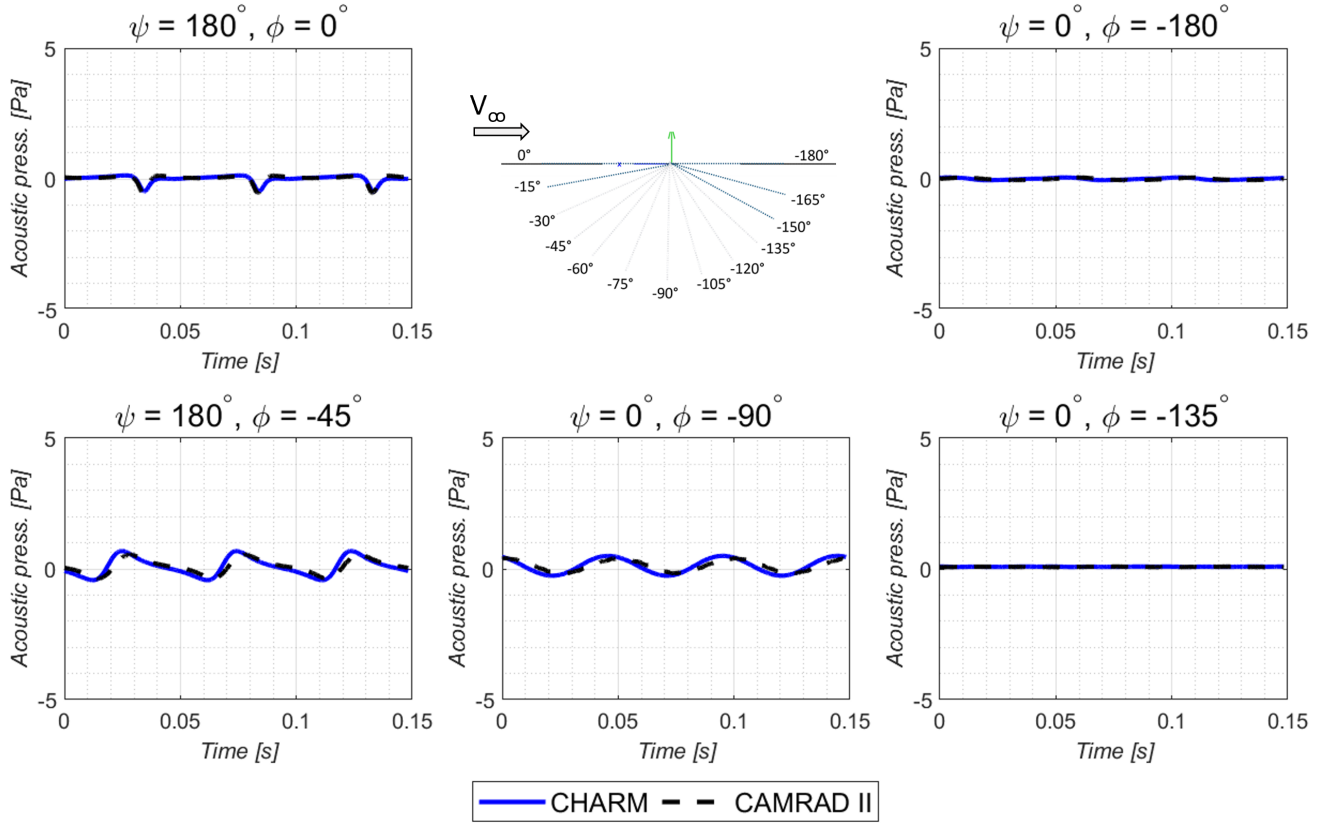 ψ = 180°, ϕ = 0°
5
0
-5
Acoustic press. [Pa]
0 0.05 0.1 0.15
Time [s]
V∞
0° -180°
-15° -165°
-30° -150°
-45° -135°
-60° -120°
-75° -105°
-90°
ψ = 0°, ϕ = -180°
5
0
-5
Acoustic press. [Pa]
0 0.05 0.1 0.15
Time [s]
ψ = 180°, ϕ = -45°
5
0
-5
Acoustic press. [Pa]
0 0.05 0.1 0.15
Time [s]
ψ = 0°, ϕ = -90°
5
0
-5
Acoustic press. [Pa]
0 0.05 0.1 0.15
Time [s]
ψ = 0°, ϕ = -135°
5
0
-5
Acoustic press. [Pa]
0 0.05 0.1 0.15
Time [s]
CHARM CAMRAD II